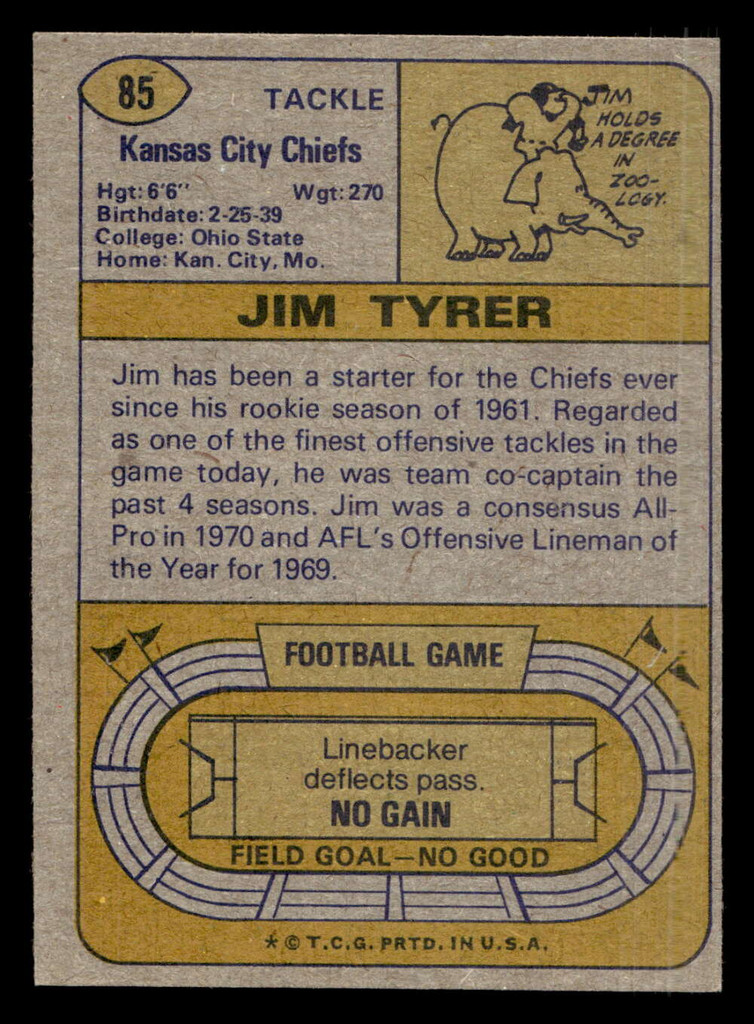 85
TACKLE
Kansas City Chiefs
Hgt: 6'6" Wgt: 270
Birthdate: 2-25-39
College: Ohio State
Home: Kan. City, Mo.
JIM
HOLDS
A DEGREE
IN
ZOO-
LOGY.
JIM TYRER
Jim has been a starter for the Chiefs ever
since his rookie season of 1961. Regarded
as one of the finest offensive tackles in the
game today, he was team co-captain the
past 4 seasons. Jim was a consensus All-
Pro in 1970 and AFL's Offensive Lineman of
the Year for 1969.
FOOTBALL GAME
Linebacker
deflects pass.
NO GAIN
FIELD GOAL—NO GOOD
* © T.C.G. PRTD. IN U.S.A.